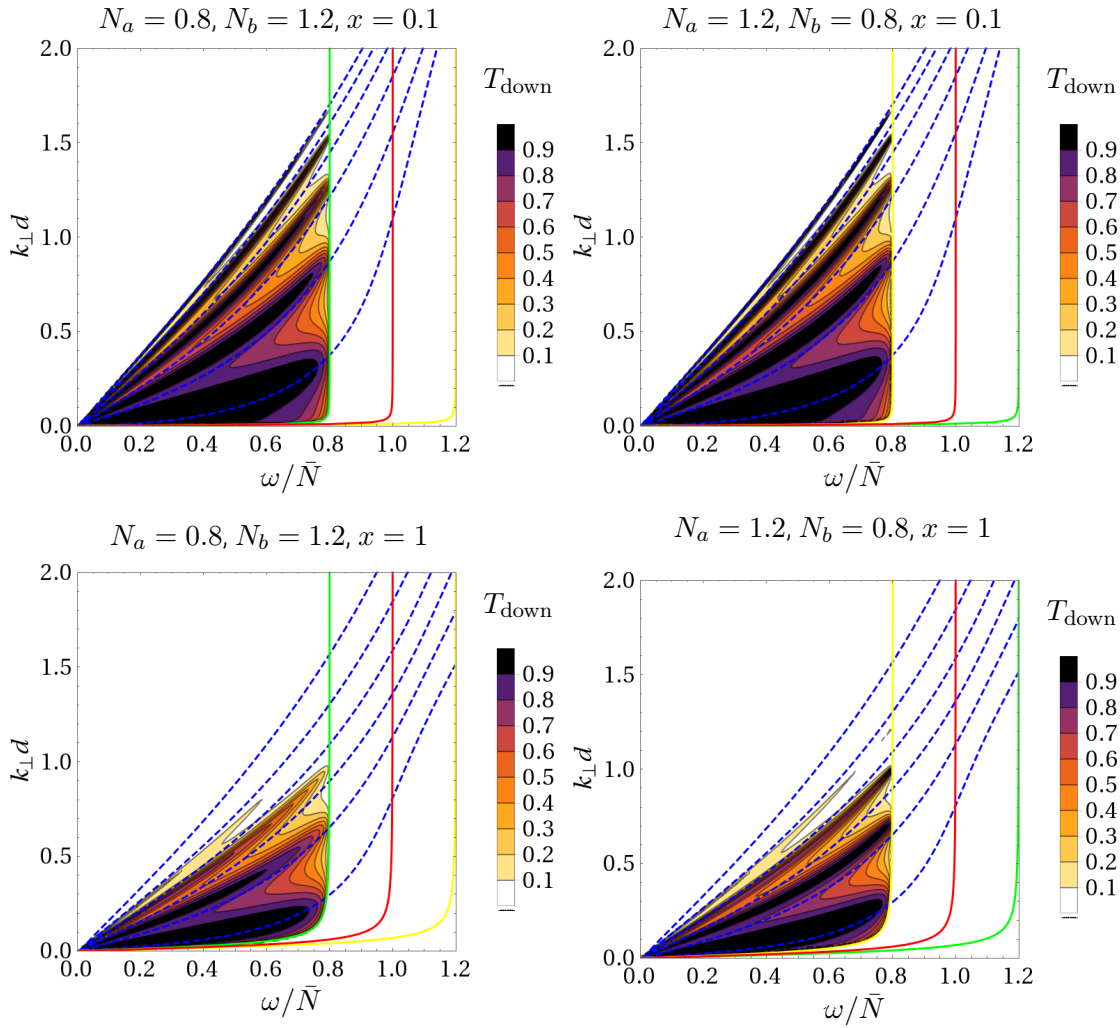 N_a = 0.8, N_b = 1.2, x = 0.1
2.0
1.5
1.0
0.5
0.0
k_⊥d
0.0 0.2 0.4 0.6 0.8 1.0 1.2
ω/N̄
T_down
0.9
0.8
0.7
0.6
0.5
0.4
0.3
0.2
0.1
N_a = 1.2, N_b = 0.8, x = 0.1
2.0
1.5
1.0
0.5
0.0
k_⊥d
0.0 0.2 0.4 0.6 0.8 1.0 1.2
ω/N̄
T_down
0.9
0.8
0.7
0.6
0.5
0.4
0.3
0.2
0.1
N_a = 0.8, N_b = 1.2, x = 1
2.0
1.5
1.0
0.5
0.0
k_⊥d
0.0 0.2 0.4 0.6 0.8 1.0 1.2
ω/N̄
T_down
0.9
0.8
0.7
0.6
0.5
0.4
0.3
0.2
0.1
N_a = 1.2, N_b = 0.8, x = 1
2.0
1.5
1.0
0.5
0.0
k_⊥d
0.0 0.2 0.4 0.6 0.8 1.0 1.2
ω/N̄
T_down
0.9
0.8
0.7
0.6
0.5
0.4
0.3
0.2
0.1